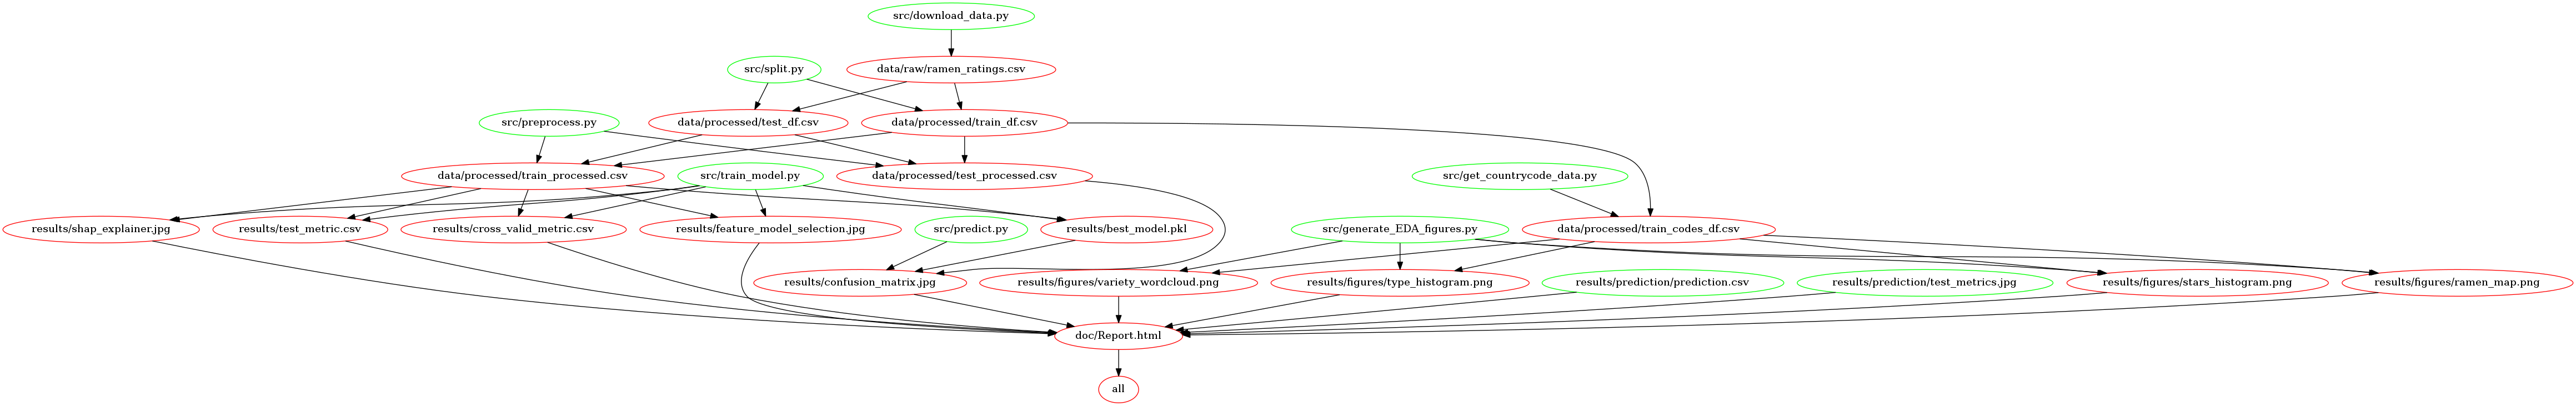 src/download_data.py
src/split.py
data/raw/ramen_ratings.csv
src/preprocess.py
data/processed/test_df.csv
data/processed/train_df.csv
data/processed/train_processed.csv
src/train_model.py
data/processed/test_processed.csv
src/get_countrycode_data.py
results/shap_explainer.jpg
results/test_metric.csv
results/cross_valid_metric.csv
results/feature_model_selection.jpg
src/predict.py
results/best_model.pkl
src/generate_EDA_figures.py
data/processed/train_codes_df.csv
results/confusion_matrix.jpg
results/figures/variety_wordcloud.png
results/figures/type_histogram.png
results/prediction/prediction.csv
results/prediction/test_metrics.jpg
results/figures/stars_histogram.png
results/figures/ramen_map.png
doc/Report.html
all